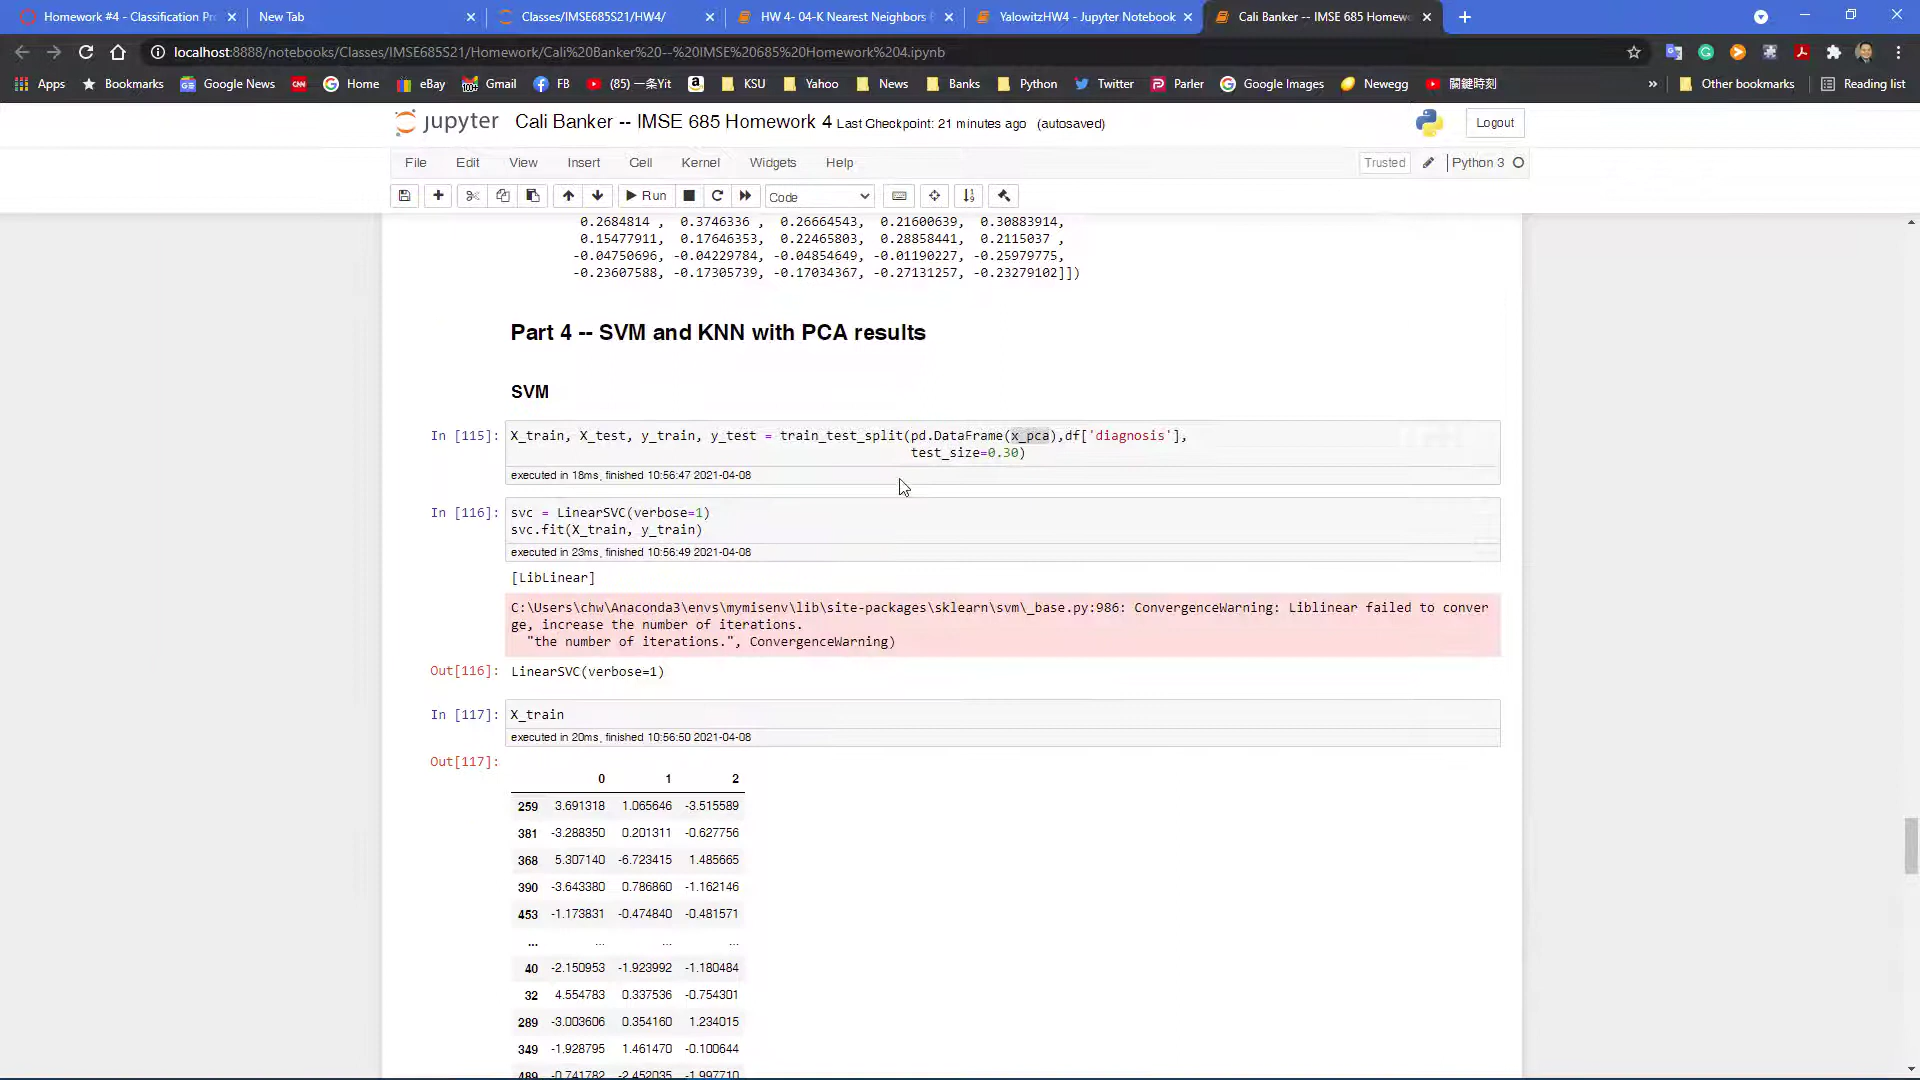 Homework #4 - Classification Pr
New Tab
Classes/IMSE685S21/HW4/
HW 4- 04-K Nearest Neighbors P
YalowitzHW4 - Jupyter Notebook
Cali Banker -- IMSE 685 Homewo
localhost:8888/notebooks/Classes/IMSE685S21/Homework/Cali%20Banker%20--%20IMSE%20685%20Homework%204.ipynb
Apps
Bookmarks
Google News
CNN
Home
eBay
Gmail
FB
(85) 一条Yit
KSU
Yahoo
News
Banks
Python
Twitter
Parler
Google Images
Newegg
關鍵時刻
»
Other bookmarks
Reading list
jupyter Cali Banker -- IMSE 685 Homework 4 Last Checkpoint: 21 minutes ago (autosaved)
Logout
File Edit View Insert Cell Kernel Widgets Help
Trusted
Python 3
Run
Code
0.2684814 , 0.3746336 , 0.26664543, 0.21600639, 0.30883914,
0.15477911, 0.17646353, 0.22465803, 0.28858441, 0.2115037 ,
-0.04750696, -0.04229784, -0.04854649, -0.01190227, -0.25979775,
-0.23607588, -0.17305739, -0.17034367, -0.27131257, -0.23279102]])
Part 4 -- SVM and KNN with PCA results
SVM
In [115]: X_train, X_test, y_train, y_test = train_test_split(pd.DataFrame(x_pca),df['diagnosis'],
test_size=0.30)
executed in 18ms, finished 10:56:47 2021-04-08
In [116]: svc = LinearSVC(verbose=1)
svc.fit(X_train, y_train)
executed in 23ms, finished 10:56:49 2021-04-08
[LibLinear]
C:\Users\chw\Anaconda3\envs\mymisenv\lib\site-packages\sklearn\svm\_base.py:986: ConvergenceWarning: Liblinear failed to conver
ge, increase the number of iterations.
"the number of iterations.", ConvergenceWarning)
Out[116]: LinearSVC(verbose=1)
In [117]: X_train
executed in 20ms, finished 10:56:50 2021-04-08
Out[117]:
0 1 2
259 3.691318 1.065646 -3.515589
381 -3.288350 0.201311 -0.627756
368 5.307140 -6.723415 1.485665
390 -3.643380 0.786860 -1.162146
453 -1.173831 -0.474840 -0.481571
... ... ... ...
40 -2.150953 -1.923992 -1.180484
32 4.554783 0.337536 -0.754301
289 -3.003606 0.354160 1.234015
349 -1.928795 1.461470 -0.100644
489 -0.741782 -2.452035 -1.997710